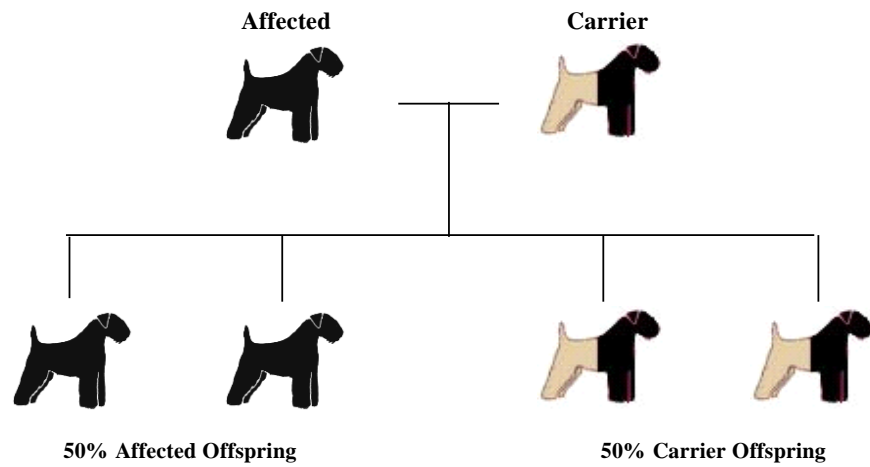 Affected
Carrier
50% Affected Offspring
50% Carrier Offspring